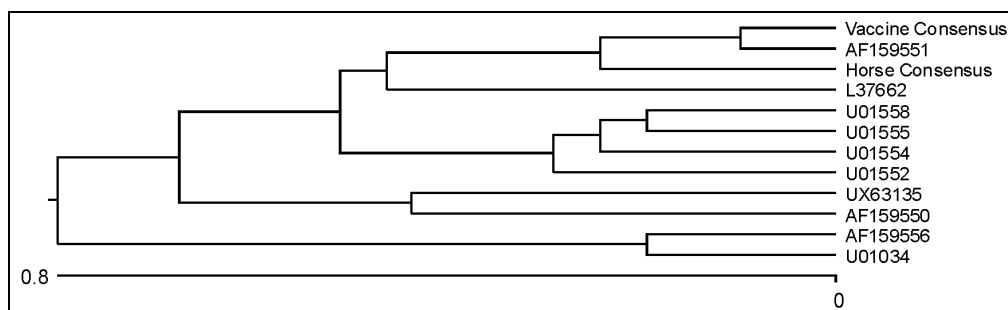 Vaccine Consensus
AF159551
Horse Consensus
L37662
U01558
U01555
U01554
U01552
UX63135
AF159550
AF159556
U01034
0.8
0